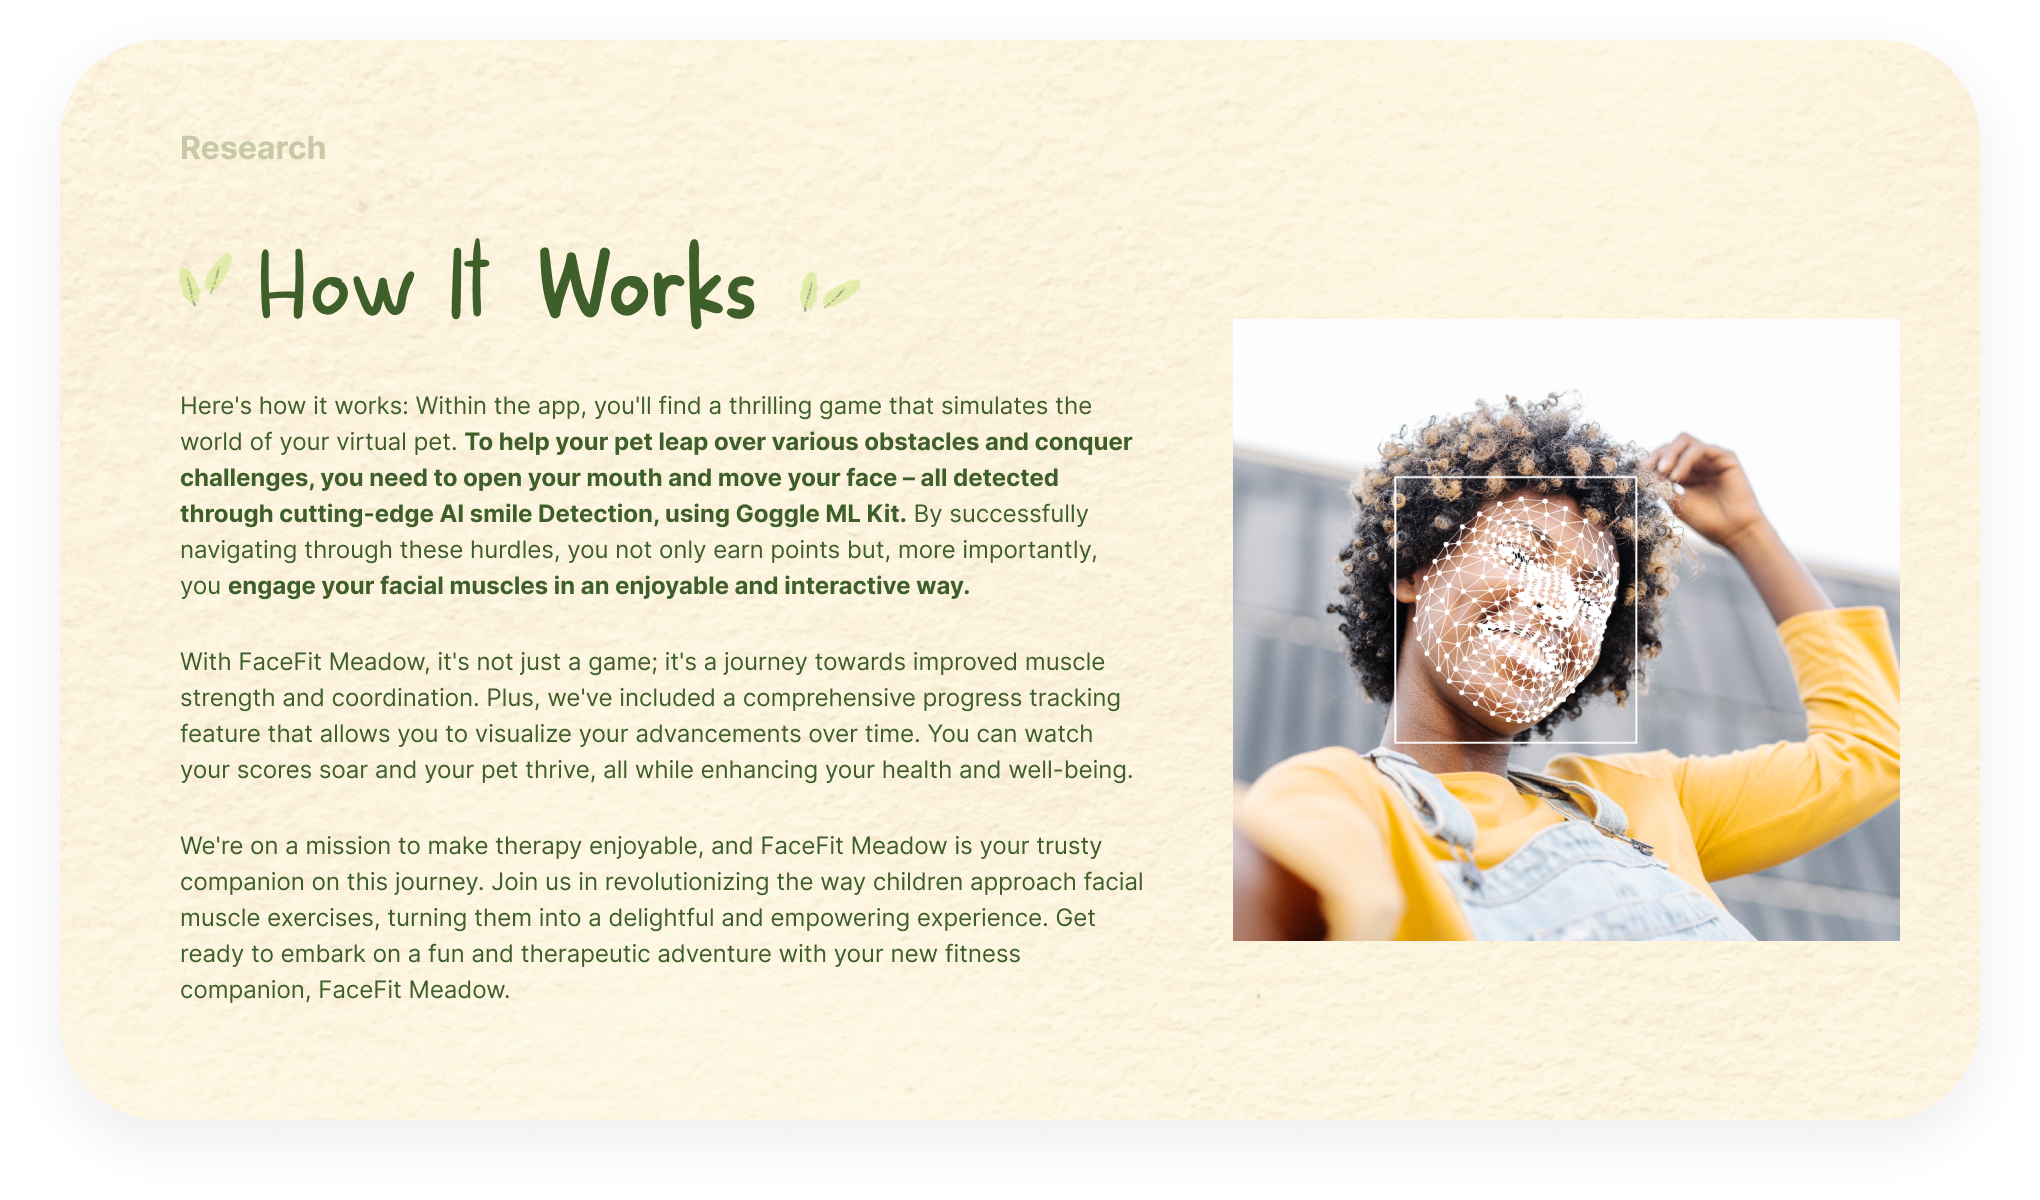 Research
How It Works
Here's how it works: Within the app, you'll find a thrilling game that simulates the
world of your virtual pet. To help your pet leap over various obstacles and conquer
challenges, you need to open your mouth and move your face – all detected
through cutting-edge AI smile Detection, using Goggle ML Kit. By successfully
navigating through these hurdles, you not only earn points but, more importantly,
you engage your facial muscles in an enjoyable and interactive way.
With FaceFit Meadow, it's not just a game; it's a journey towards improved muscle
strength and coordination. Plus, we've included a comprehensive progress tracking
feature that allows you to visualize your advancements over time. You can watch
your scores soar and your pet thrive, all while enhancing your health and well-being.
We're on a mission to make therapy enjoyable, and FaceFit Meadow is your trusty
companion on this journey. Join us in revolutionizing the way children approach facial
muscle exercises, turning them into a delightful and empowering experience. Get
ready to embark on a fun and therapeutic adventure with your new fitness
companion, FaceFit Meadow.